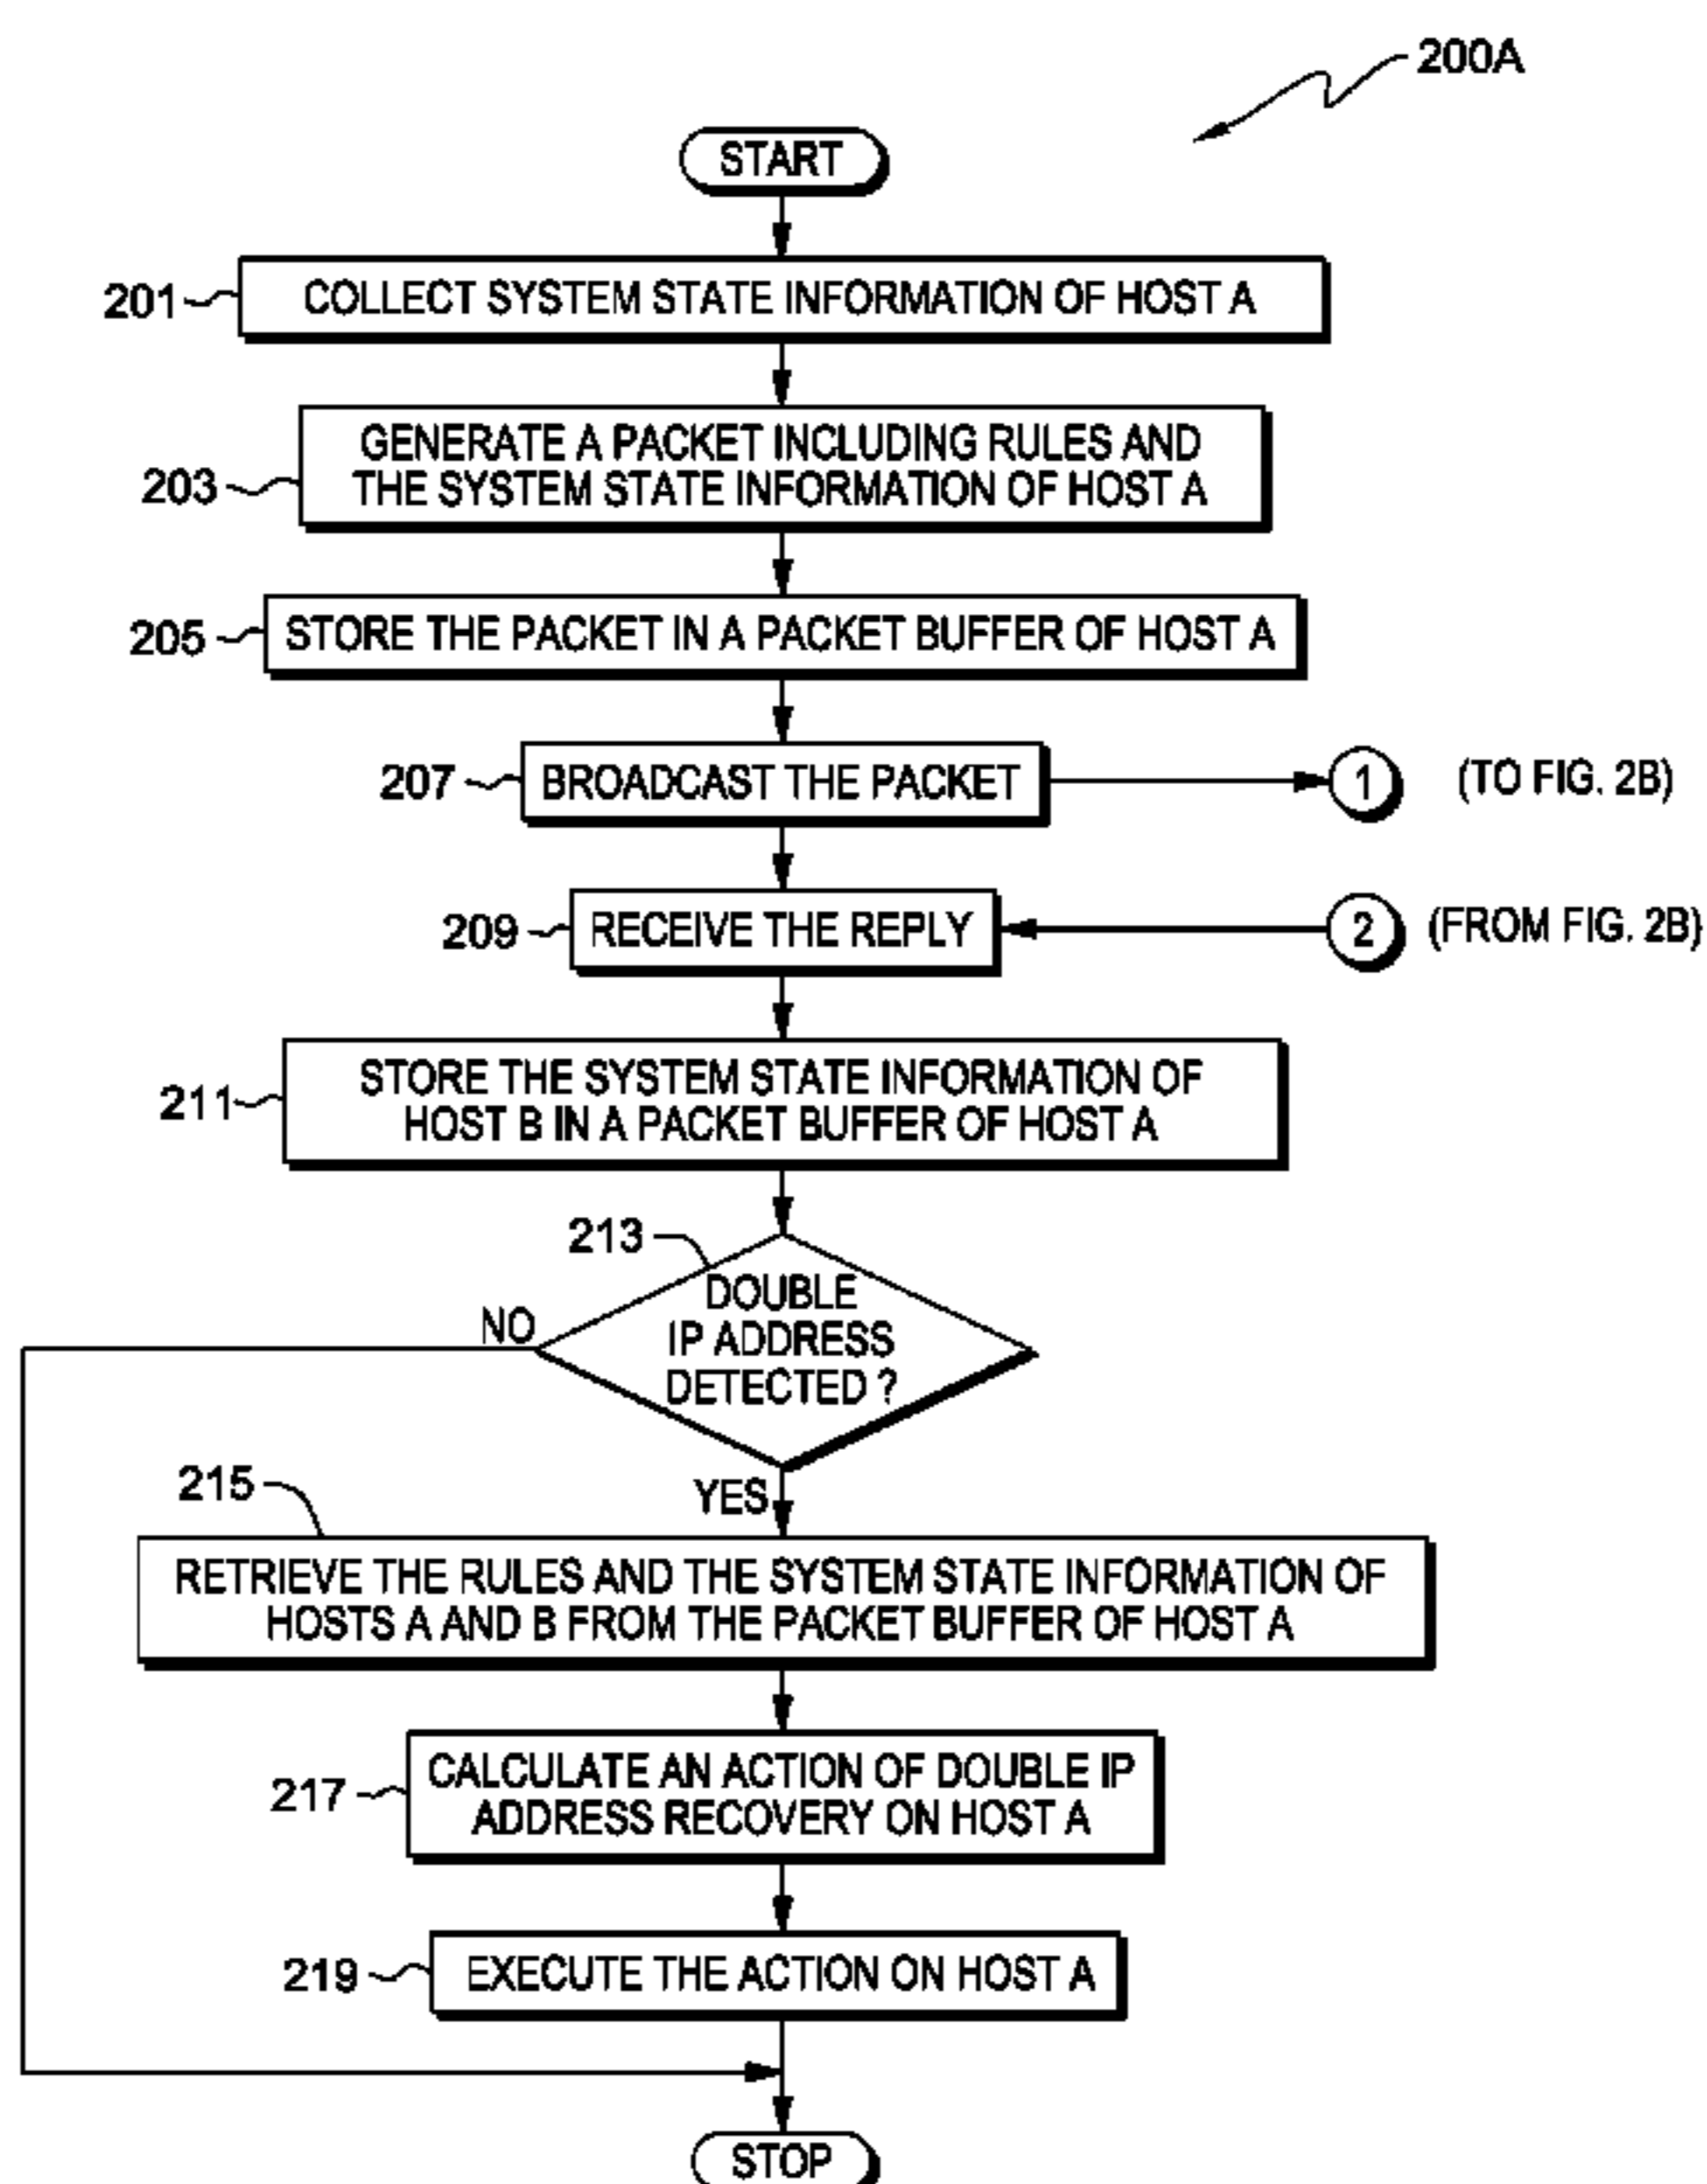 200A
START
201
COLLECT SYSTEM STATE INFORMATION OF HOST A
203
GENERATE A PACKET INCLUDING RULES AND
THE SYSTEM STATE INFORMATION OF HOST A
205
STORE THE PACKET IN A PACKET BUFFER OF HOST A
207
BROADCAST THE PACKET
1
(TO FIG. 2B)
209
RECEIVE THE REPLY
2
(FROM FIG. 2B)
211
STORE THE SYSTEM STATE INFORMATION OF
HOST B IN A PACKET BUFFER OF HOST A
213
DOUBLE
IP ADDRESS
DETECTED ?
NO
YES
215
RETRIEVE THE RULES AND THE SYSTEM STATE INFORMATION OF
HOSTS A AND B FROM THE PACKET BUFFER OF HOST A
217
CALCULATE AN ACTION OF DOUBLE IP
ADDRESS RECOVERY ON HOST A
219
EXECUTE THE ACTION ON HOST A
STOP